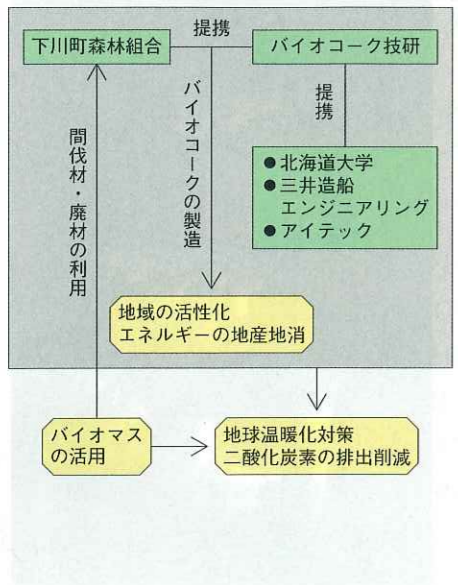 提携
下川町森林組合
バイオコーク技研
バイオコークの製造
提携
間伐材・廃材の利用
●北海道大学
●三井造船
エンジニアリング
●アイテック
地域の活性化
エネルギーの地産地消
バイオマス
の活用
地球温暖化対策
二酸化炭素の排出削減